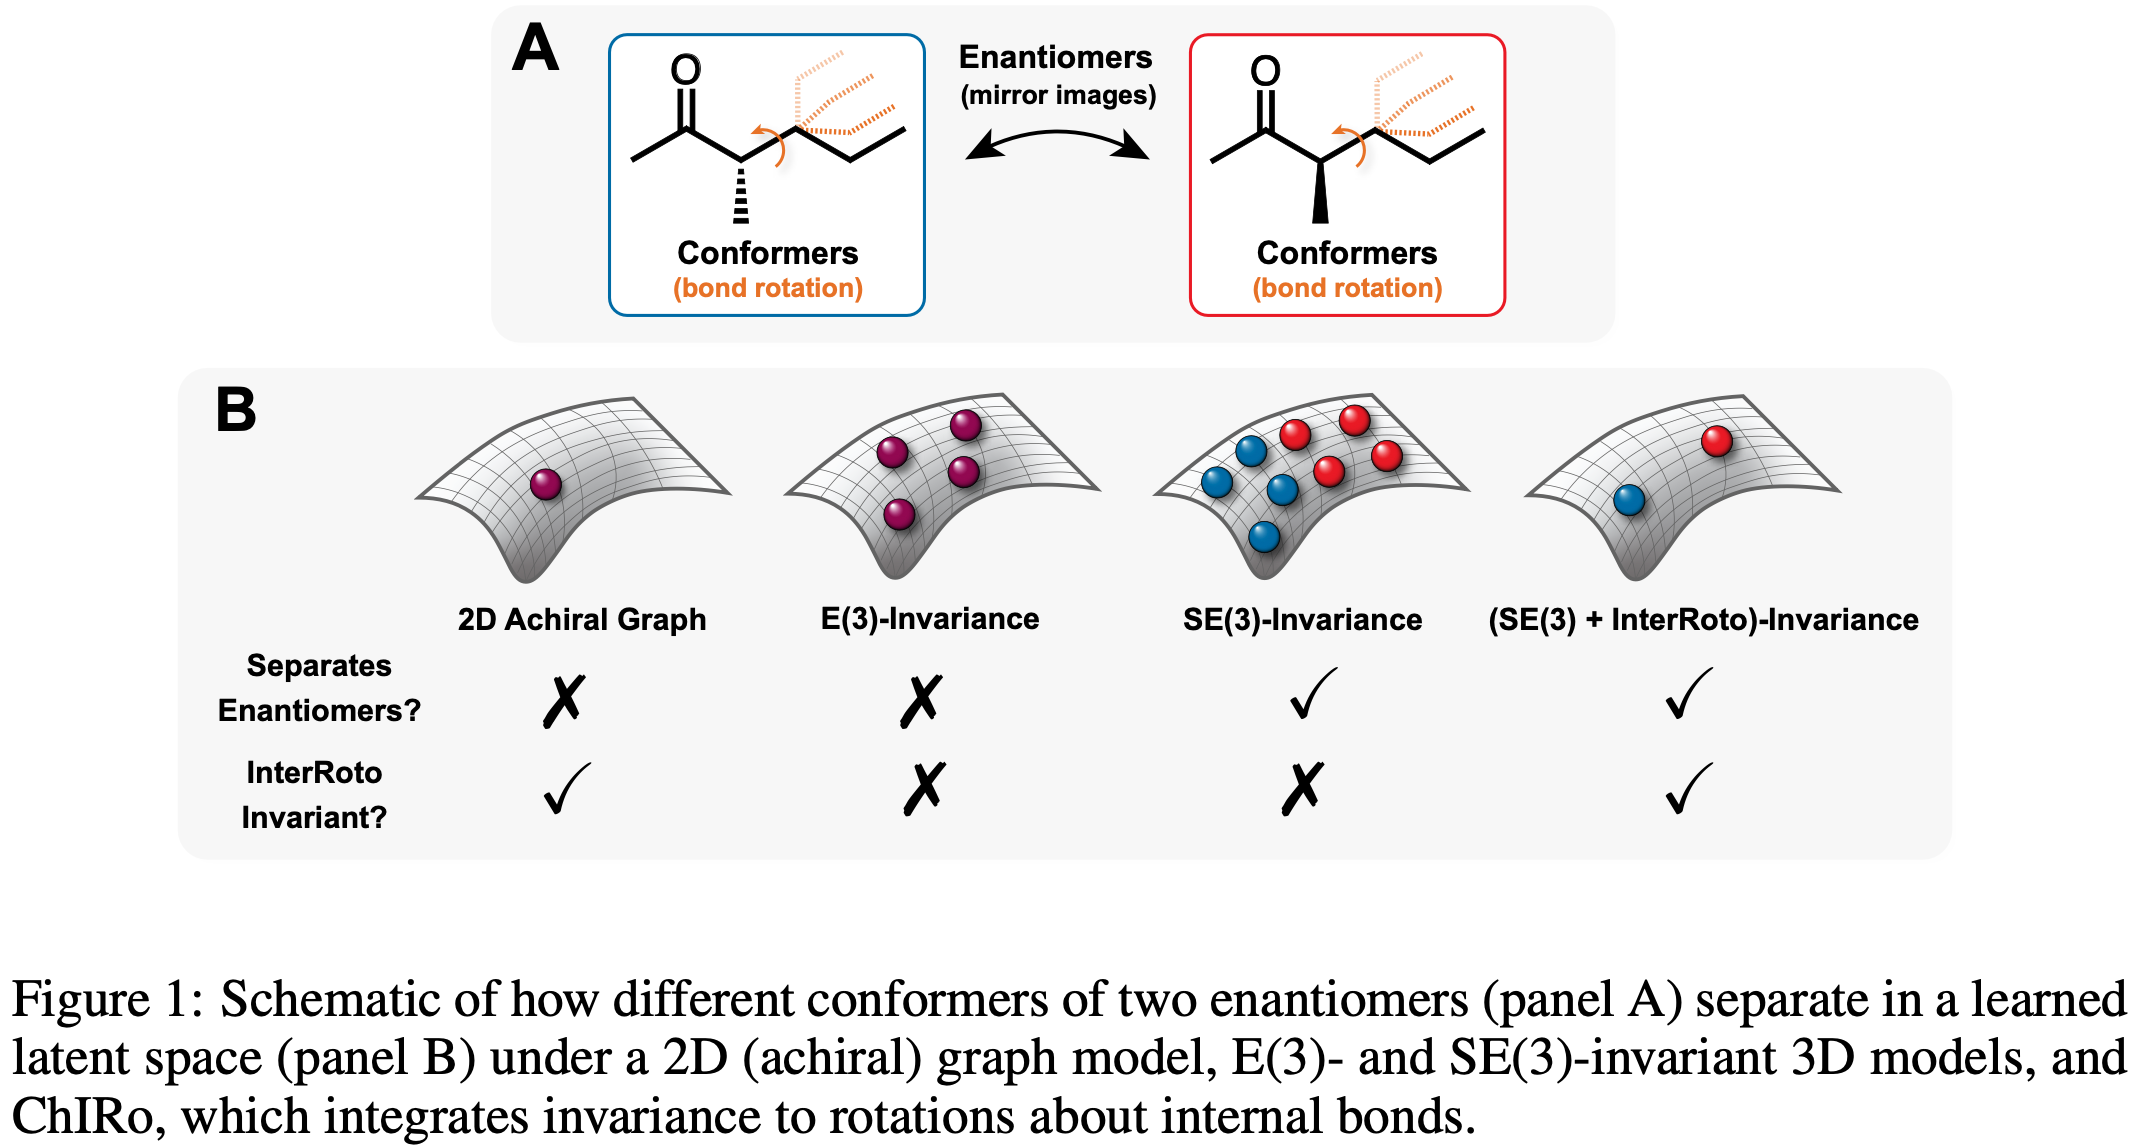 A
O
Enantiomers
(mirror images)
O
Conformers
(bond rotation)
Conformers
(bond rotation)
B
2D Achiral Graph
E(3)-Invariance
SE(3)-Invariance
(SE(3) + InterRoto)-Invariance
Separates
Enantiomers?
✗ ✗ ✓ ✓
InterRoto
Invariant?
✓ ✗ ✗ ✓
Figure 1: Schematic of how different conformers of two enantiomers (panel A) separate in a learned
latent space (panel B) under a 2D (achiral) graph model, E(3)- and SE(3)-invariant 3D models, and
ChIRo, which integrates invariance to rotations about internal bonds.